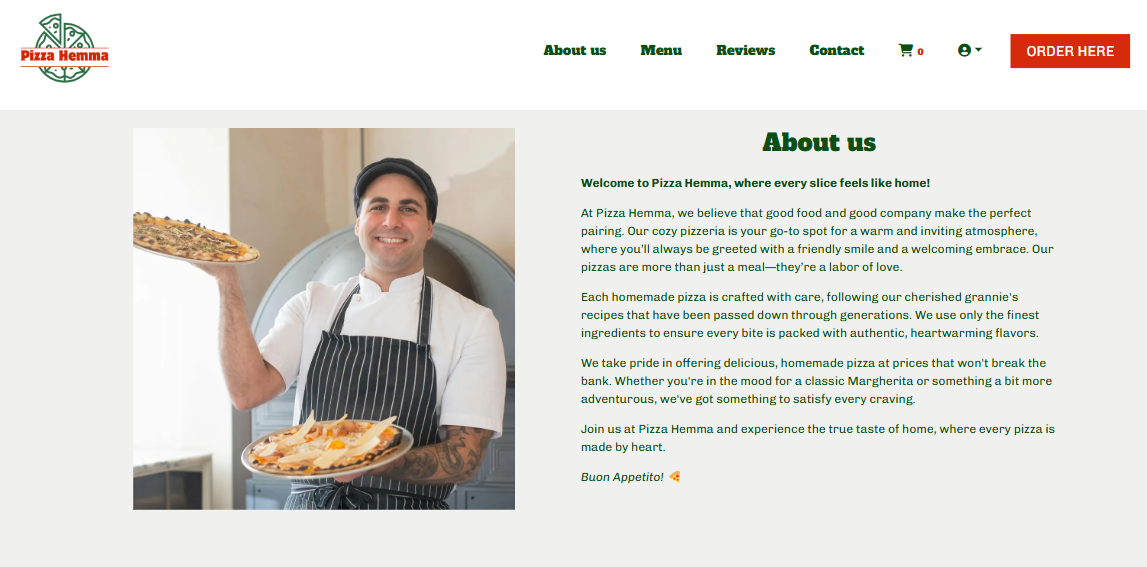 Pizza Hemma
About us Menu Reviews Contact 0 ORDER HERE
About us
Welcome to Pizza Hemma, where every slice feels like home!
At Pizza Hemma, we believe that good food and good company make the perfect
pairing. Our cozy pizzeria is your go-to spot for a warm and inviting atmosphere,
where you'll always be greeted with a friendly smile and a welcoming embrace. Our
pizzas are more than just a meal—they're a labor of love.
Each homemade pizza is crafted with care, following our cherished grannie's
recipes that have been passed down through generations. We use only the finest
ingredients to ensure every bite is packed with authentic, heartwarming flavors.
We take pride in offering delicious, homemade pizza at prices that won't break the
bank. Whether you're in the mood for a classic Margherita or something a bit more
adventurous, we've got something to satisfy every craving.
Join us at Pizza Hemma and experience the true taste of home, where every pizza is
made by heart.
Buon Appetito! 🍕